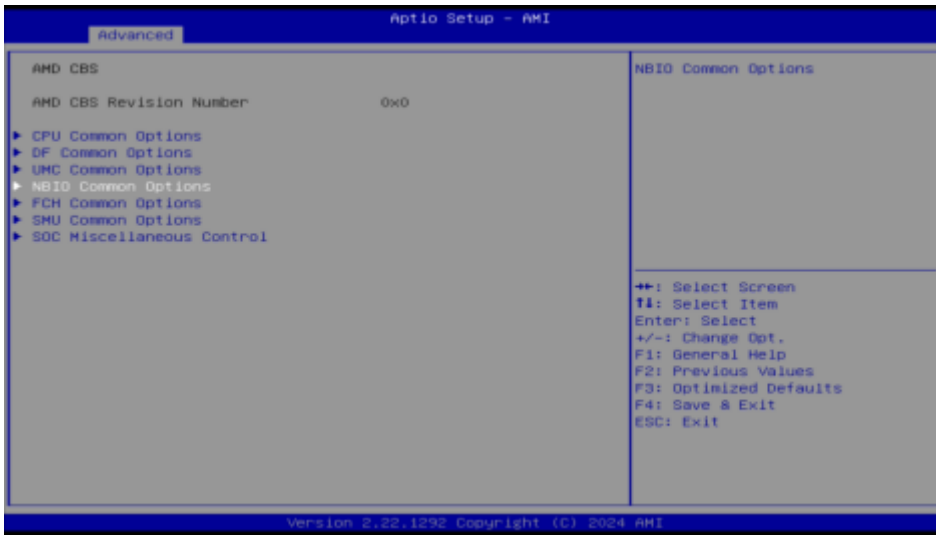 Aptio Setup - AMI
Advanced
AMD CBS
AMD CBS Revision Number 0x0
CPU Common Options
DF Common Options
UMC Common Options
NBIO Common Options
FCH Common Options
SMU Common Options
SOC Miscellaneous Control
NBIO Common Options
→←: Select Screen
↑↓: Select Item
Enter: Select
+/-: Change Opt.
F1: General Help
F2: Previous Values
F3: Optimized Defaults
F4: Save & Exit
ESC: Exit
Version 2.22.1292 Copyright (C) 2024 AMI